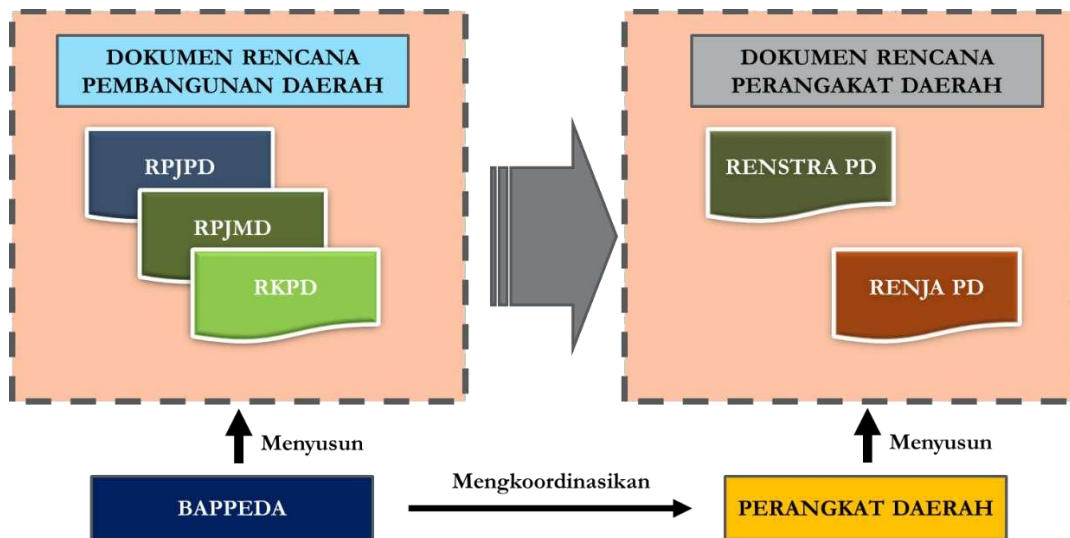 DOKUMEN RENCANA
PEMBANGUNAN DAERAH
RPJPD
RPJMD
RKPD
DOKUMEN RENCANA
PERANGAKAT DAERAH
RENSTRA PD
RENJA PD
Menyusun
Menyusun
BAPPEDA
Mengkoordinasikan
PERANGKAT DAERAH